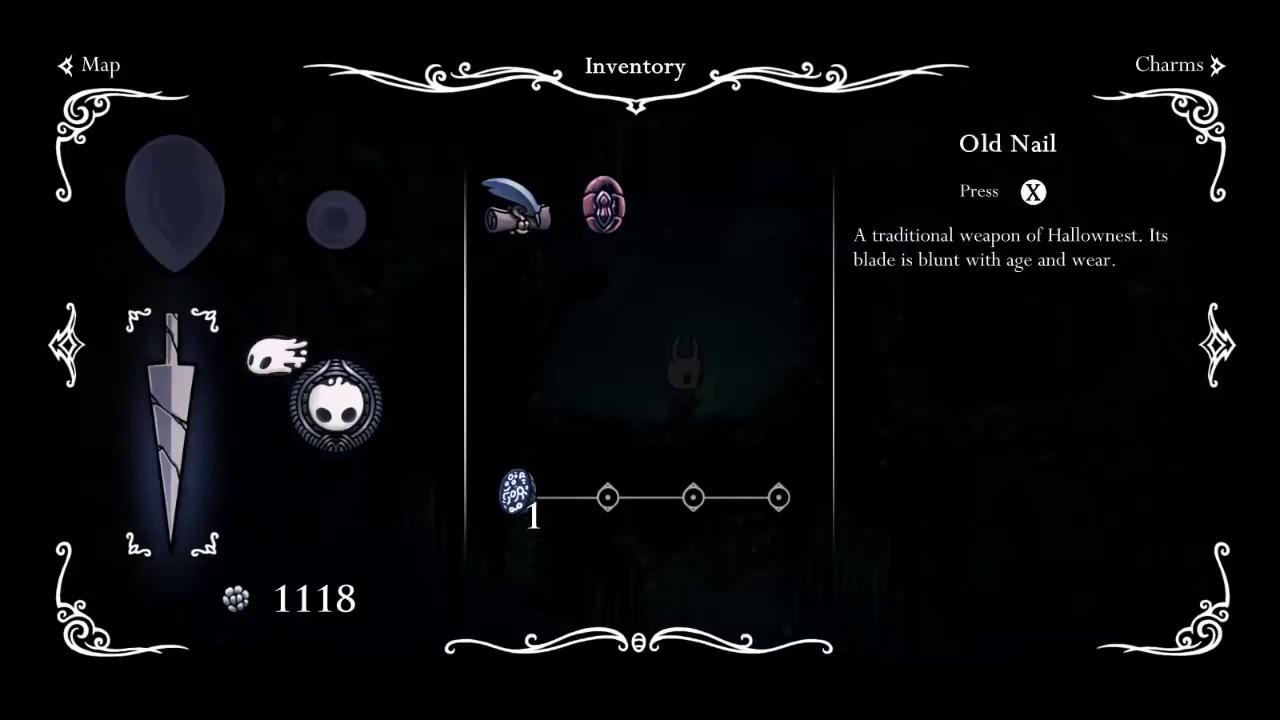 Map
Inventory
Charms
Old Nail
Press X
A traditional weapon of Hallownest. Its
blade is blunt with age and wear.
1
1118